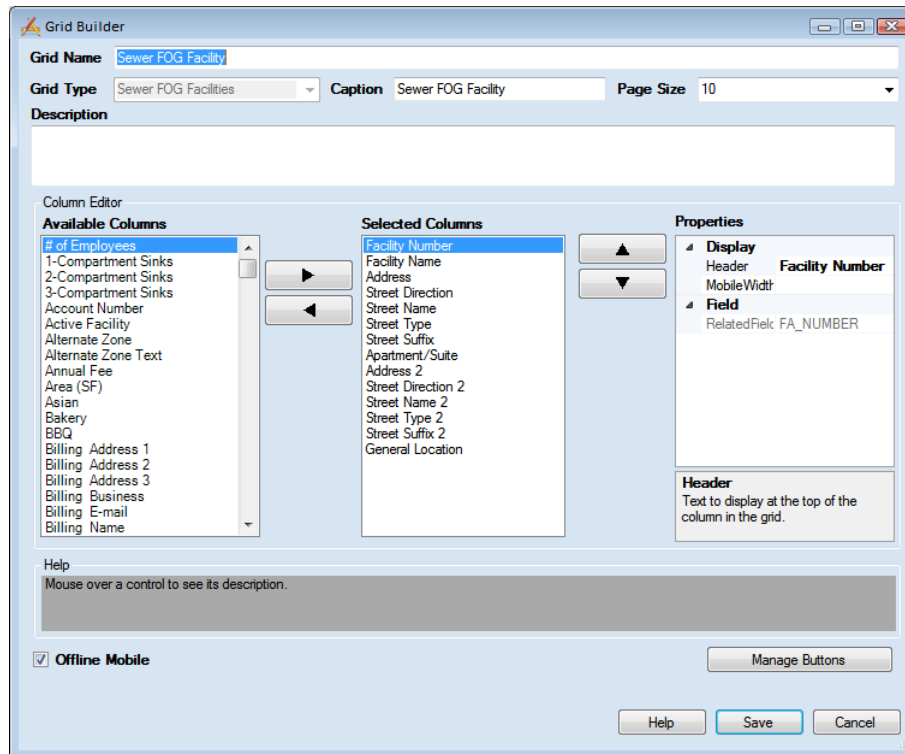 Grid Builder
Grid Name Sewer FOG Facility
Grid Type Sewer FOG Facilities Caption Sewer FOG Facility Page Size 10
Description
Column Editor
Available Columns
# of Employees
1-Compartment Sinks
2-Compartment Sinks
3-Compartment Sinks
Account Number
Active Facility
Alternate Zone
Alternate Zone Text
Annual Fee
Area (SF)
Asian
Bakery
BBQ
Billing Address 1
Billing Address 2
Billing Address 3
Billing Business
Billing E-mail
Billing Name
Selected Columns
Facility Number
Facility Name
Address
Street Direction
Street Name
Street Type
Street Suffix
Apartment/Suite
Address 2
Street Direction 2
Street Name 2
Street Type 2
Street Suffix 2
General Location
Properties
Display
Header Facility Number
MobileWidth
Field
RelatedField FA_NUMBER
Header
Text to display at the top of the
column in the grid.
Help
Mouse over a control to see its description.
Offline Mobile
Manage Buttons
Help Save Cancel